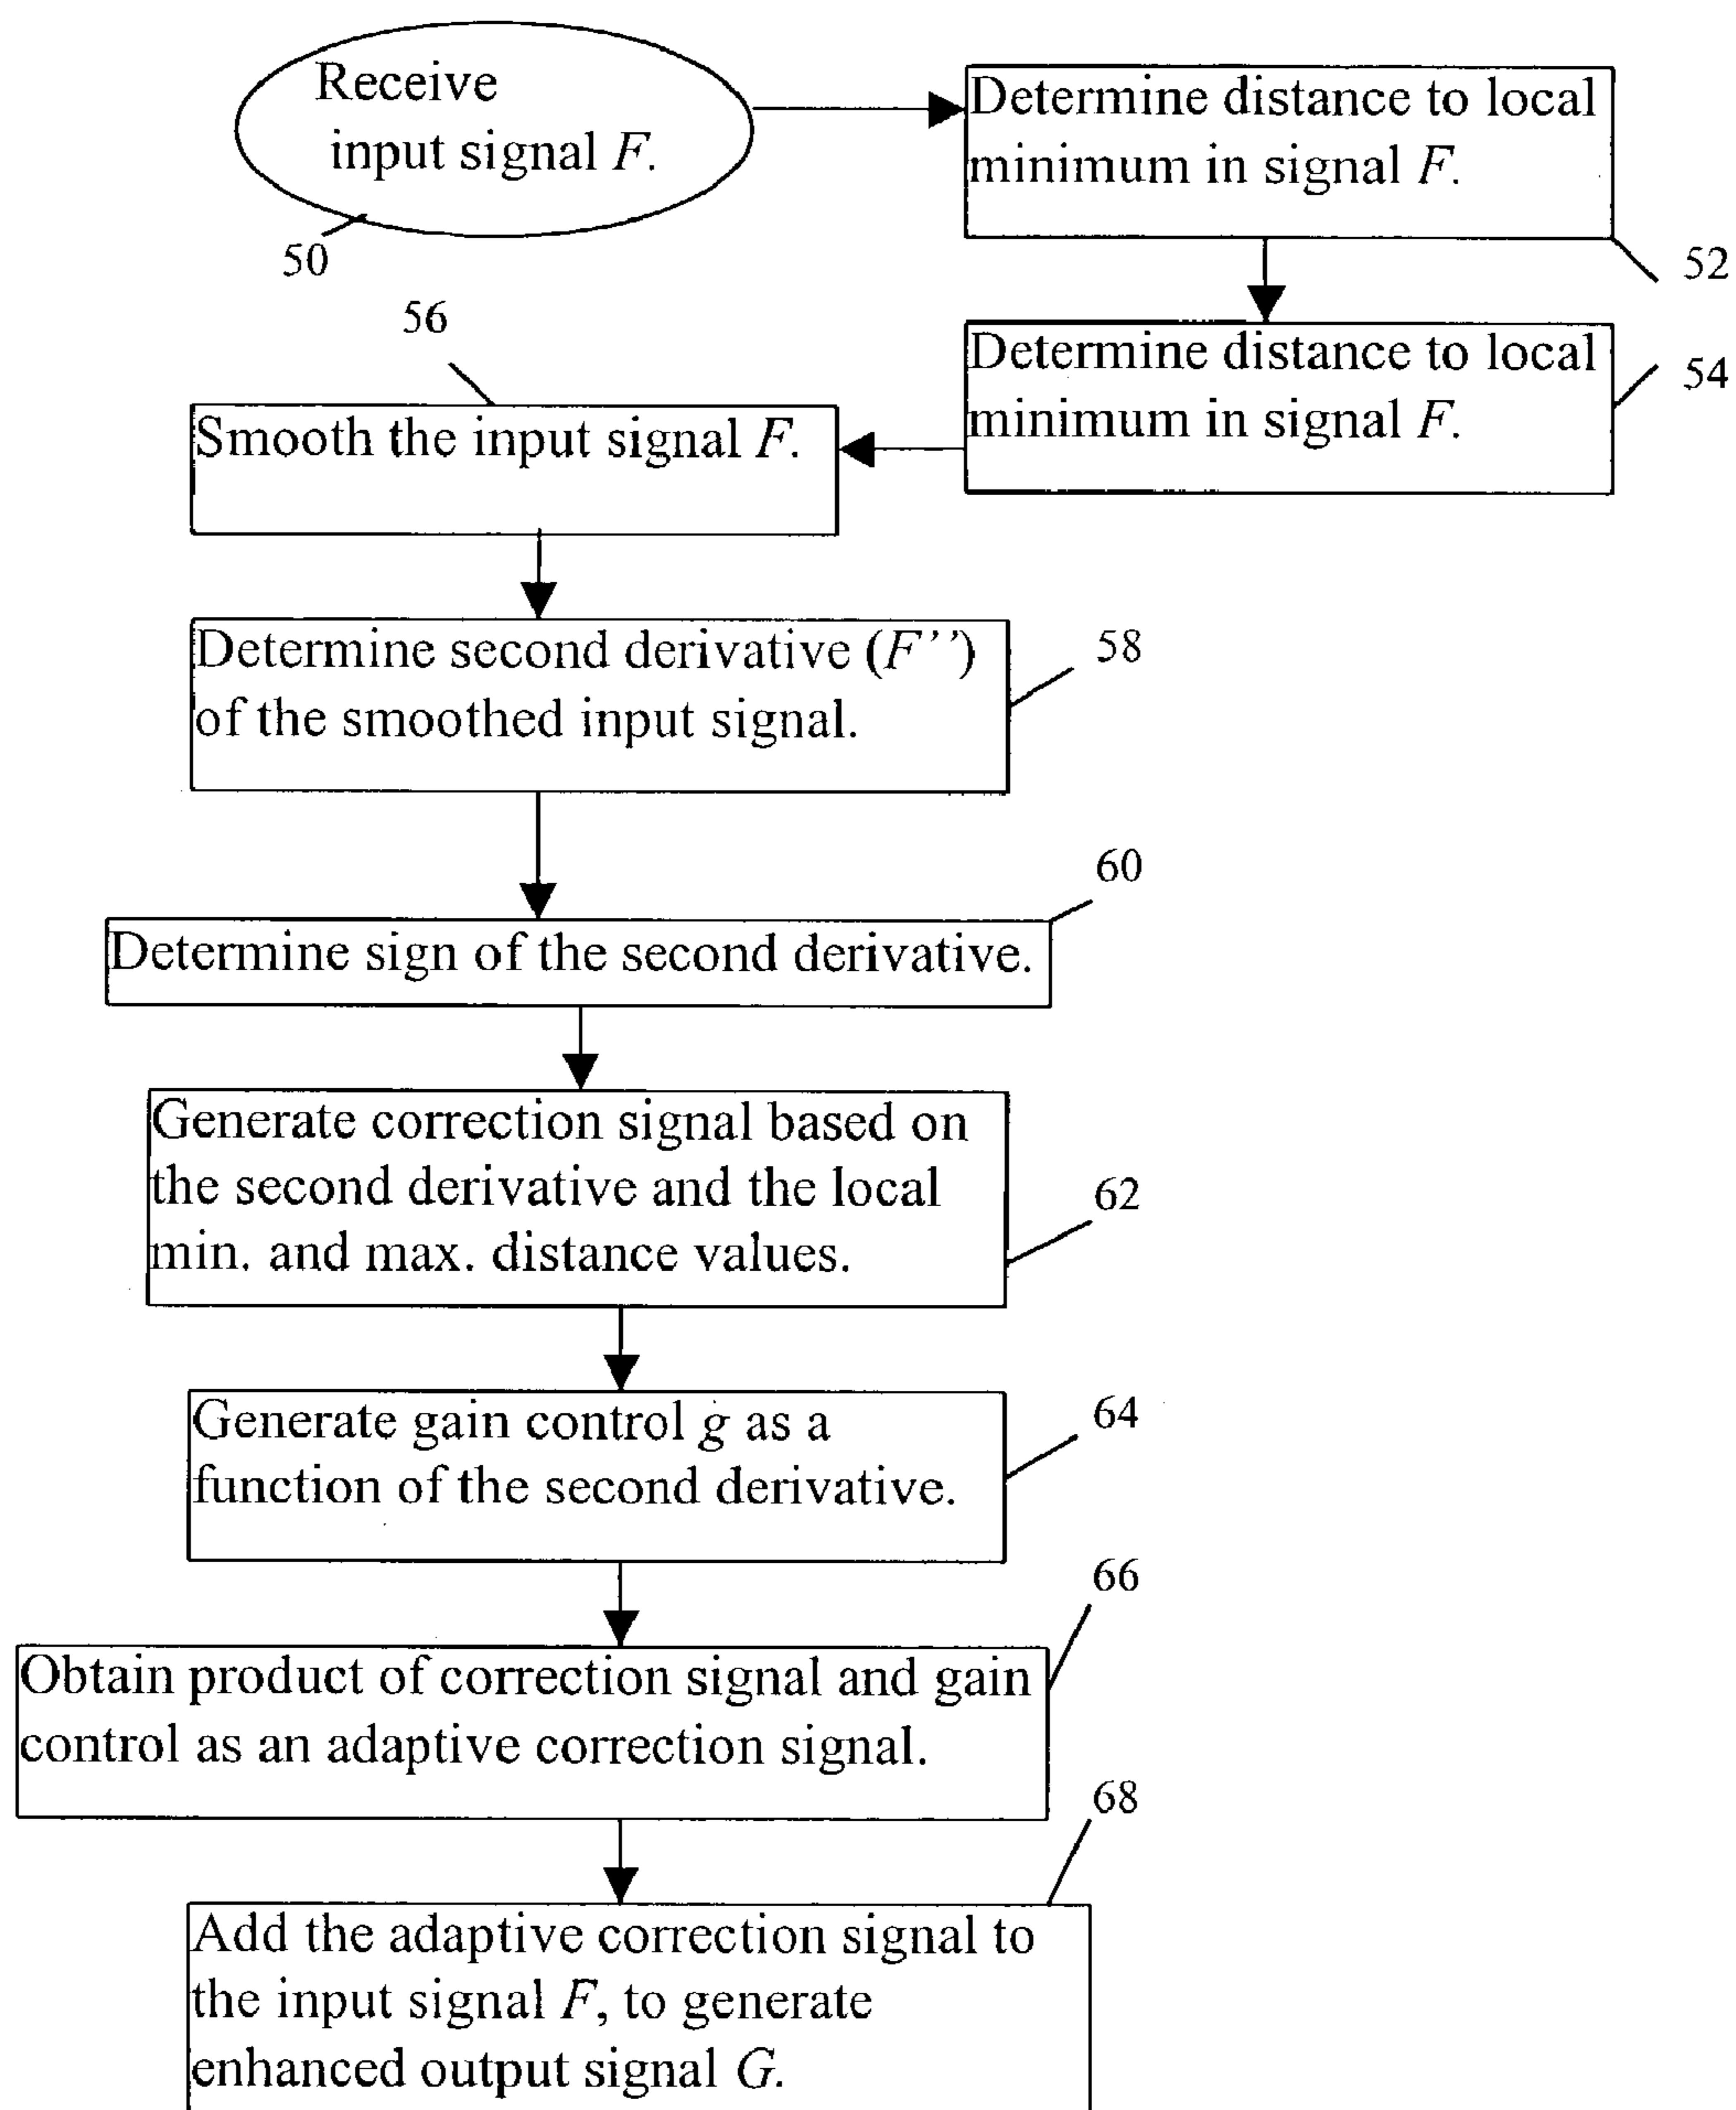 Receive
input signal F.
50
Determine distance to local
minimum in signal F.
52
Determine distance to local
minimum in signal F.
54
56
Smooth the input signal F.
Determine second derivative (F’’)
of the smoothed input signal.
58
60
Determine sign of the second derivative.
Generate correction signal based on
the second derivative and the local
min. and max. distance values.
62
Generate gain control g as a
function of the second derivative.
64
66
Obtain product of correction signal and gain
control as an adaptive correction signal.
68
Add the adaptive correction signal to
the input signal F, to generate
enhanced output signal G.